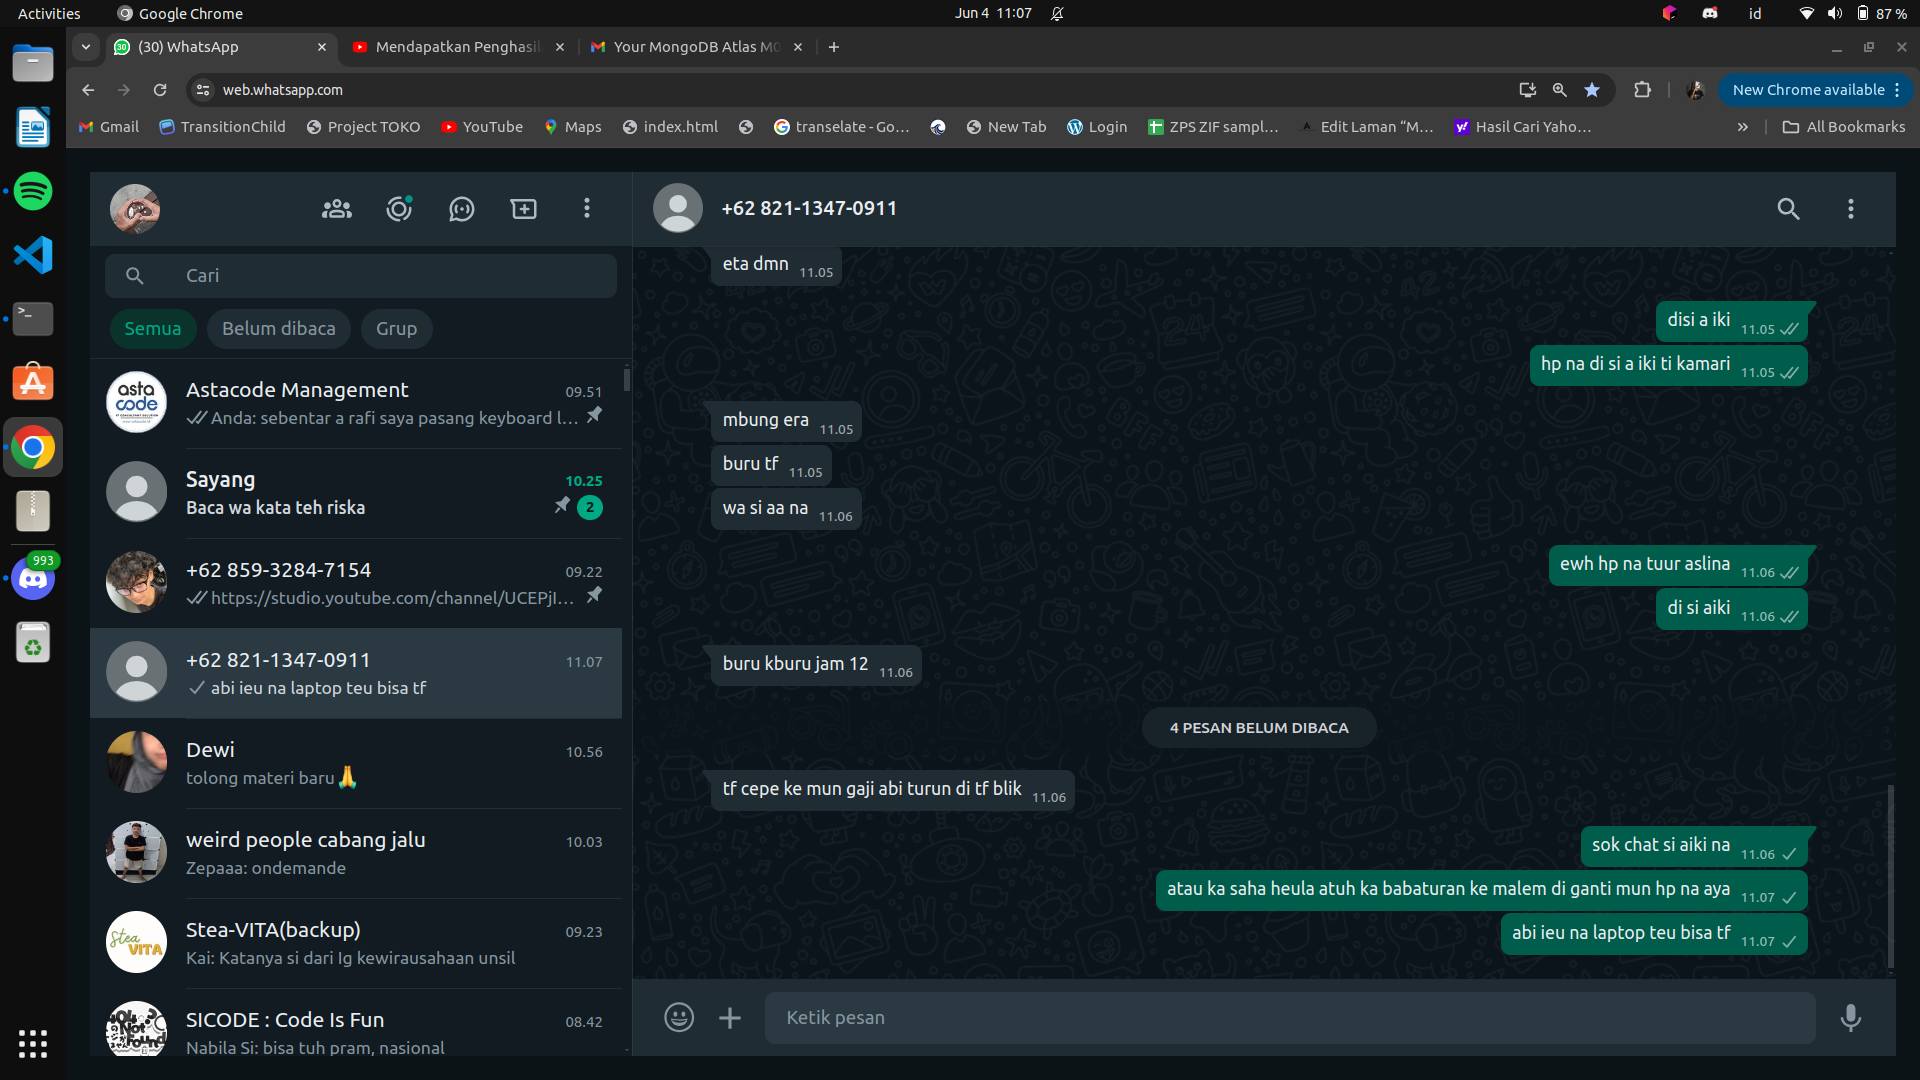 Activities
Google Chrome
Jun 4 11:07
id
87 %
(30) WhatsApp
Mendapatkan Penghasil
Your MongoDB Atlas M0
web.whatsapp.com
New Chrome available
Gmail
TransitionChild
Project TOKO
YouTube
Maps
index.html
transelate - Go...
New Tab
Login
ZPS ZIF sampl...
Edit Laman “M...
Hasil Cari Yaho...
All Bookmarks
993
Cari
Semua
Belum dibaca
Grup
Astacode Management
09.51
Anda: sebentar a rafi saya pasang keyboard l...
Sayang
10.25
Baca wa kata teh riska
2
+62 859-3284-7154
09.22
https://studio.youtube.com/channel/UCEPjI...
+62 821-1347-0911
11.07
abi ieu na laptop teu bisa tf
Dewi
10.56
tolong materi baru🙏
weird people cabang jalu
10.03
Zepaaa: ondemande
Stea-VITA(backup)
09.23
Kai: Katanya si dari Ig kewirausahaan unsil
SICODE : Code Is Fun
08.42
Nabila Si: bisa tuh pram, nasional
+62 821-1347-0911
eta dmn 11.05
disi a iki 11.05
hp na di si a iki ti kamari 11.05
mbung era 11.05
buru tf 11.05
wa si aa na 11.06
ewh hp na tuur aslina 11.06
di si aiki 11.06
buru kburu jam 12 11.06
4 PESAN BELUM DIBACA
tf cepe ke mun gaji abi turun di tf blik 11.06
sok chat si aiki na 11.06
atau ka saha heula atuh ka babaturan ke malem di ganti mun hp na aya 11.07
abi ieu na laptop teu bisa tf 11.07
Ketik pesan